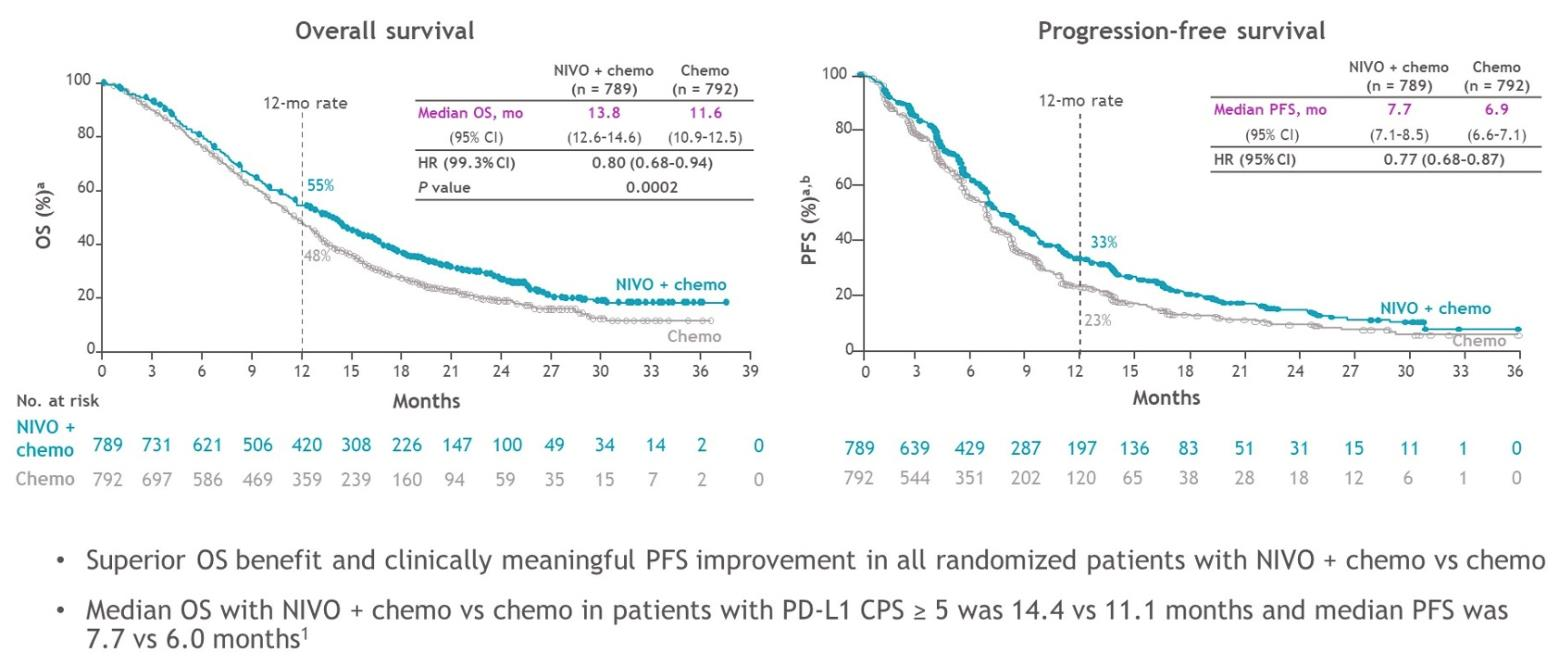 Overall survival
OS (%)a
100
80
60
40
20
0
12-mo rate
55%
48%
NIVO + chemo Chemo
(n = 789) (n = 792)
Median OS, mo 13.8 11.6
(95% CI) (12.6-14.6) (10.9-12.5)
HR (99.3%CI) 0.80 (0.68-0.94)
P value 0.0002
NIVO + chemo
Chemo
0 3 6 9 12 15 18 21 24 27 30 33 36 39
Months
No. at risk
NIVO +
chemo 789 731 621 506 420 308 226 147 100 49 34 14 2 0
Chemo 792 697 586 469 359 239 160 94 59 35 15 7 2 0
Progression-free survival
PFS (%)a,b
100
80
60
40
20
0
12-mo rate
33%
23%
NIVO + chemo Chemo
(n = 789) (n = 792)
Median PFS, mo 7.7 6.9
(95% CI) (7.1-8.5) (6.6-7.1)
HR (95%CI) 0.77 (0.68-0.87)
NIVO + chemo
Chemo
0 3 6 9 12 15 18 21 24 27 30 33 36
Months
789 639 429 287 197 136 83 51 31 15 11 1 0
792 544 351 202 120 65 38 28 18 12 6 1 0
• Superior OS benefit and clinically meaningful PFS improvement in all randomized patients with NIVO + chemo vs chemo
• Median OS with NIVO + chemo vs chemo in patients with PD-L1 CPS ≥ 5 was 14.4 vs 11.1 months and median PFS was
7.7 vs 6.0 months1